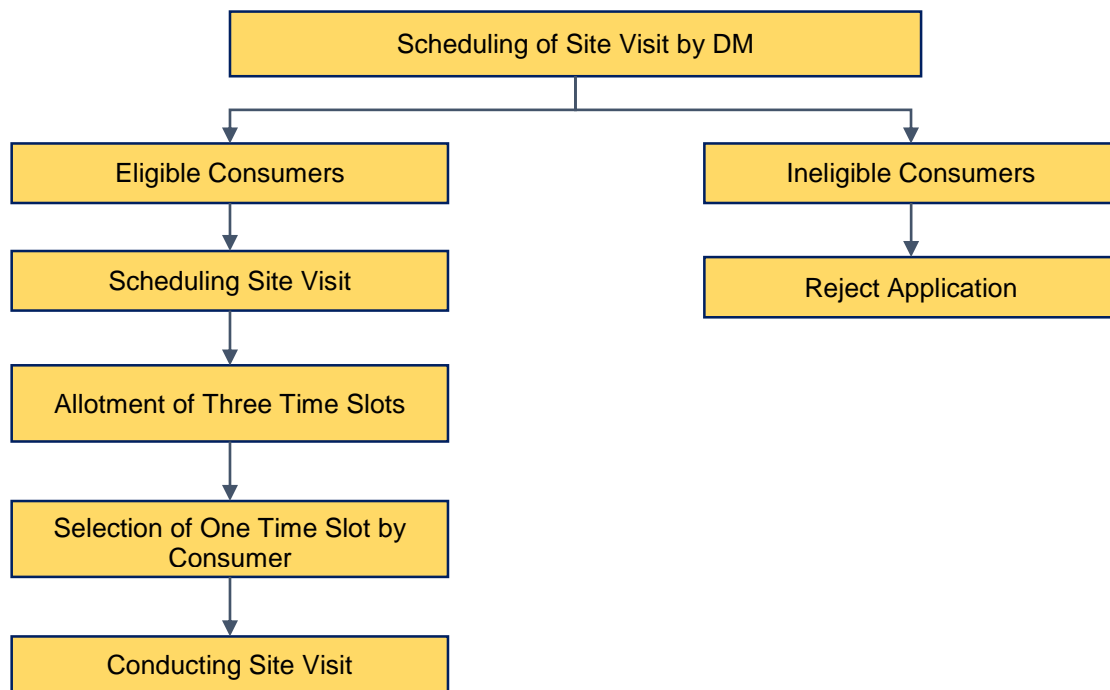 Scheduling of Site Visit by DM
Eligible Consumers
Ineligible Consumers
Scheduling Site Visit
Reject Application
Allotment of Three Time Slots
Selection of One Time Slot by
Consumer
Conducting Site Visit